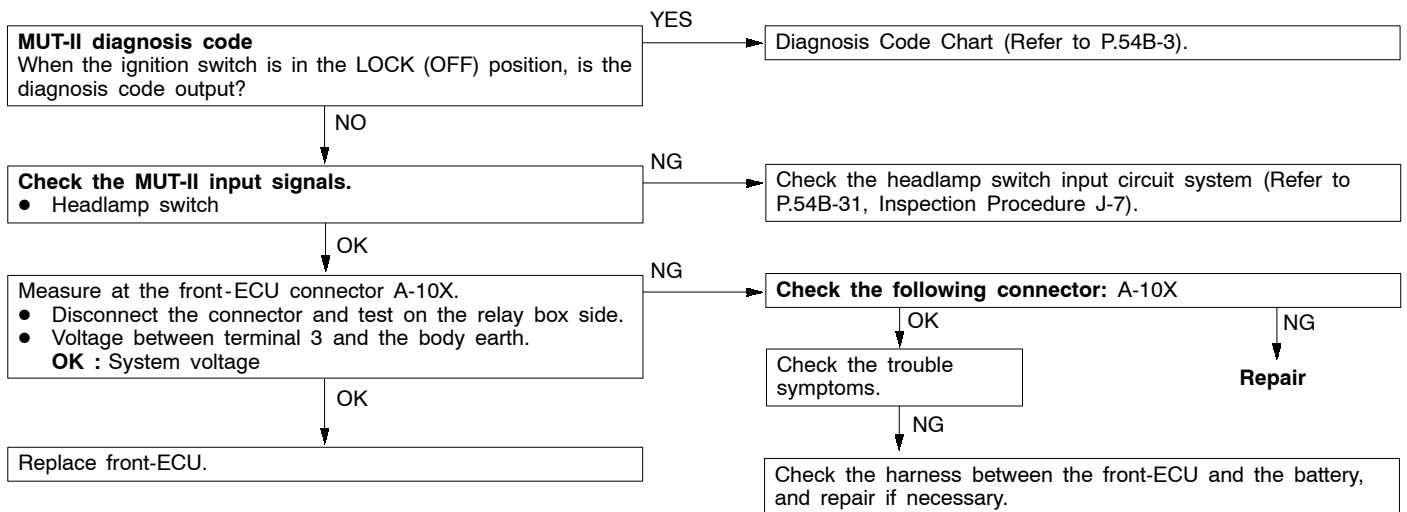 MUT-II diagnosis code
When the ignition switch is in the LOCK (OFF) position, is the
diagnosis code output?
YES
Diagnosis Code Chart (Refer to P.54B-3).
NO
Check the MUT-II input signals.
● Headlamp switch
NG
Check the headlamp switch input circuit system (Refer to
P.54B-31, Inspection Procedure J-7).
OK
Measure at the front-ECU connector A-10X.
● Disconnect the connector and test on the relay box side.
● Voltage between terminal 3 and the body earth.
OK : System voltage
NG
Check the following connector: A-10X
OK
NG
Check the trouble
symptoms.
Repair
NG
Check the harness between the front-ECU and the battery,
and repair if necessary.
OK
Replace front-ECU.